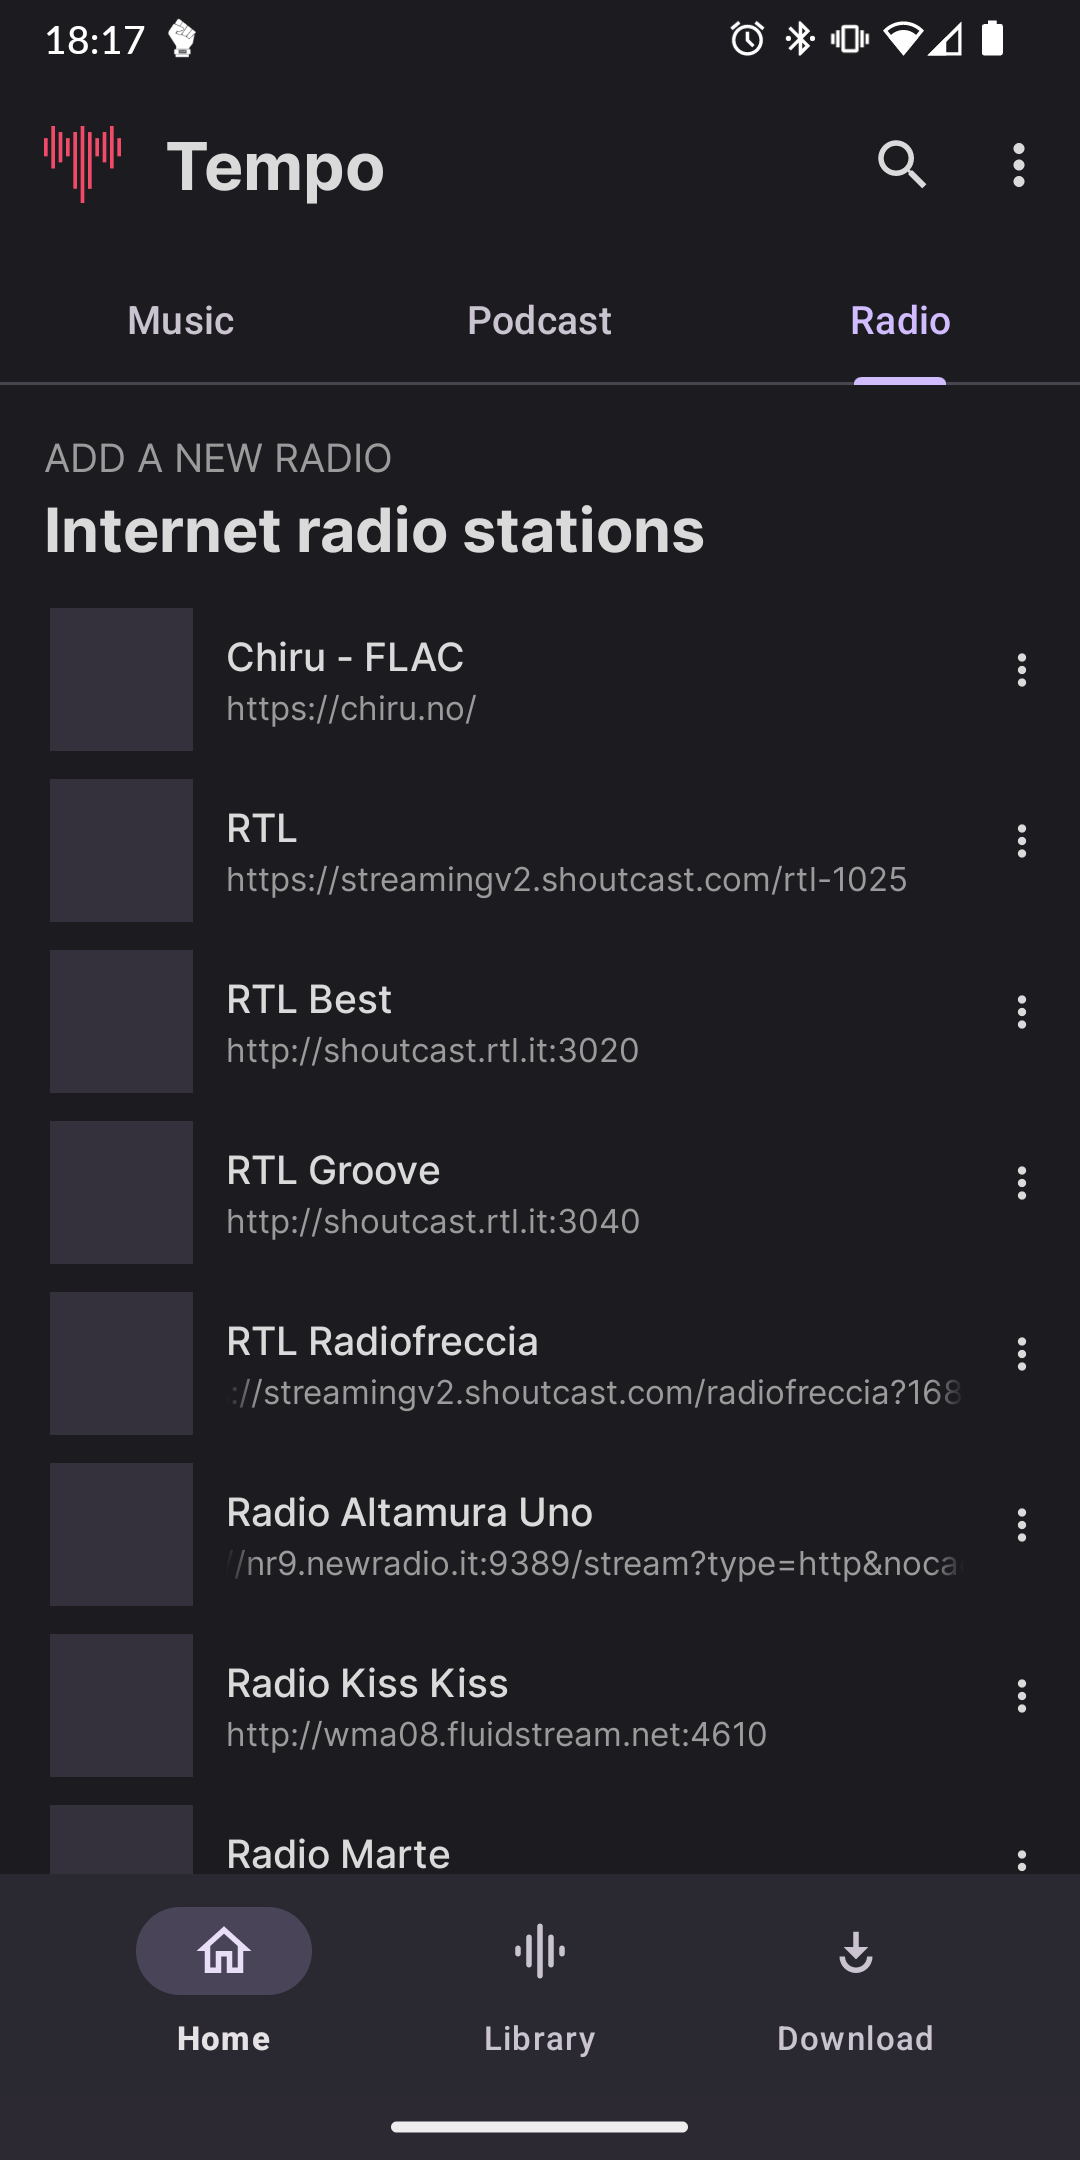 18:17
Tempo
Music
Podcast
Radio
ADD A NEW RADIO
Internet radio stations
Chiru - FLAC
https://chiru.no/
RTL
https://streamingv2.shoutcast.com/rtl-1025
RTL Best
http://shoutcast.rtl.it:3020
RTL Groove
http://shoutcast.rtl.it:3040
RTL Radiofreccia
://streamingv2.shoutcast.com/radiofreccia?168
Radio Altamura Uno
//nr9.newradio.it:9389/stream?type=http&noca
Radio Kiss Kiss
http://wma08.fluidstream.net:4610
Radio Marte
Home
Library
Download